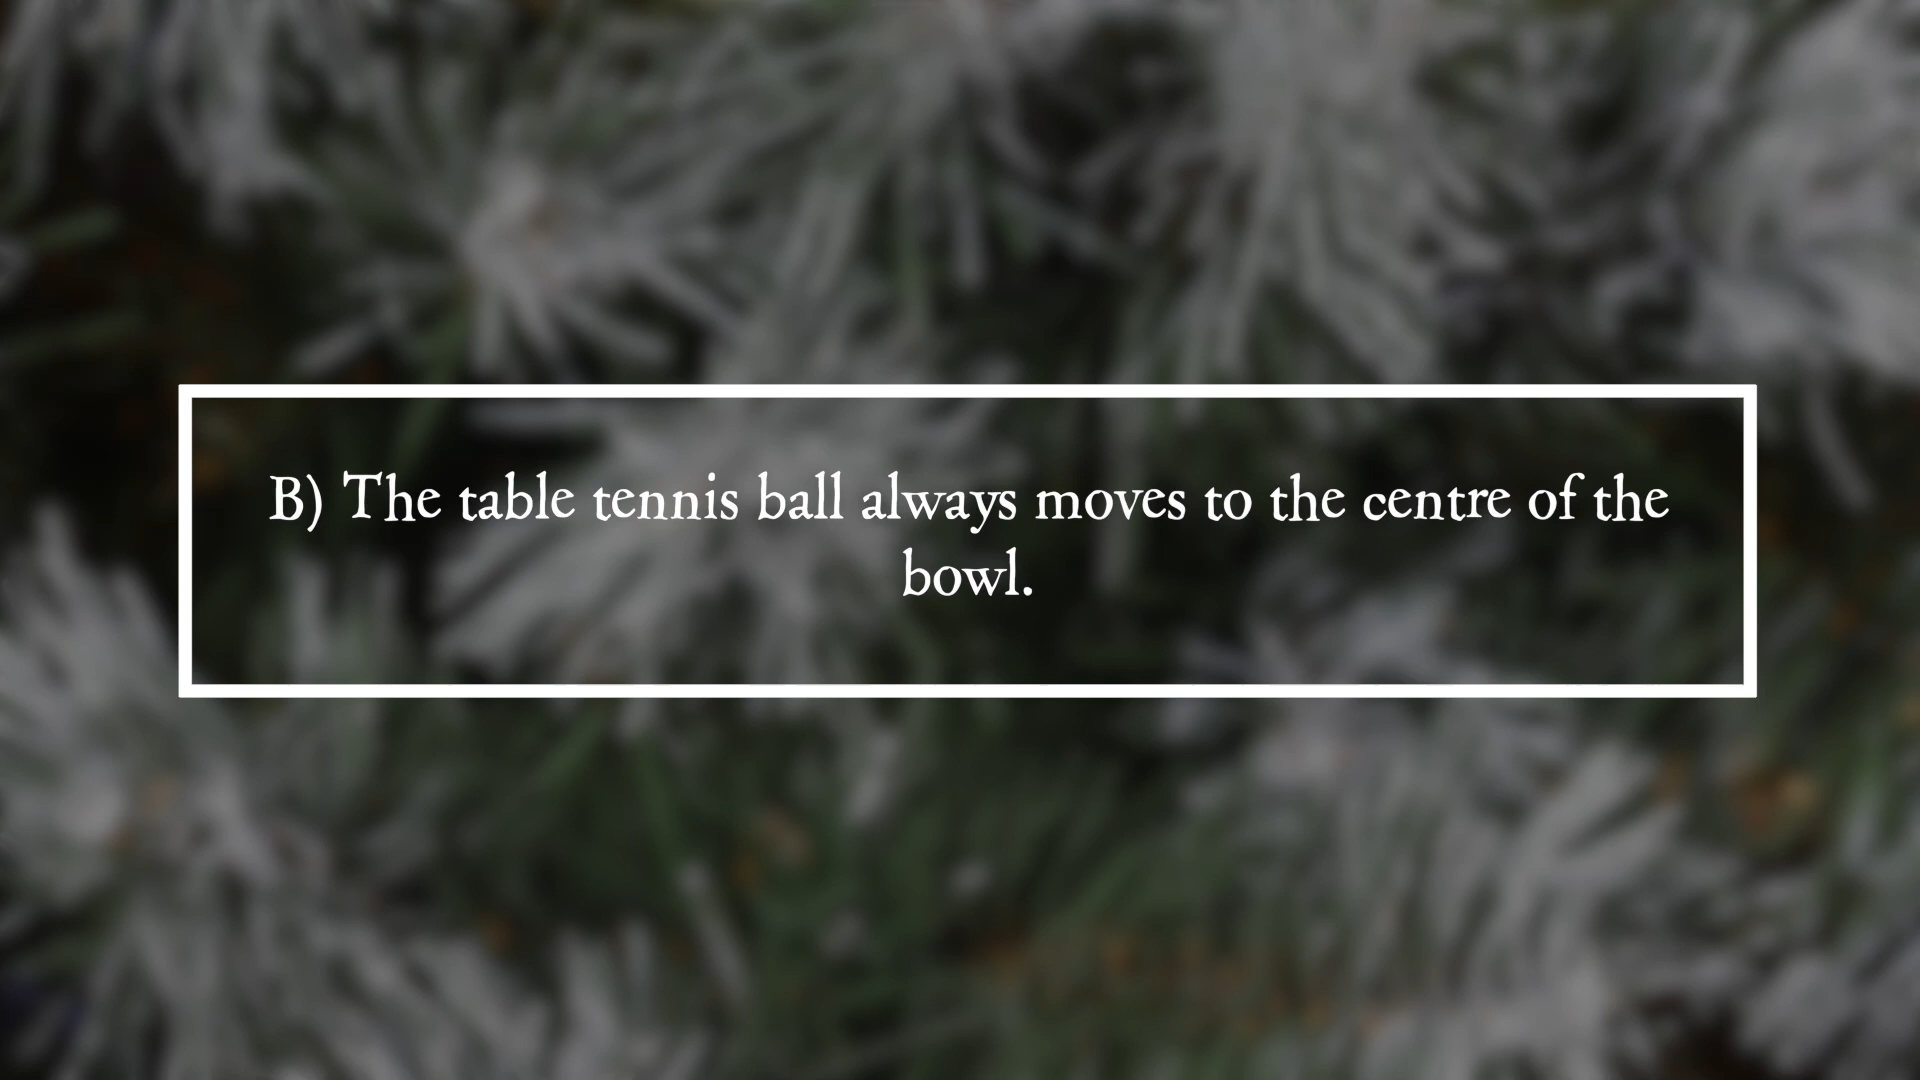 B) The table tennis ball always moves to the centre of the
bowl.